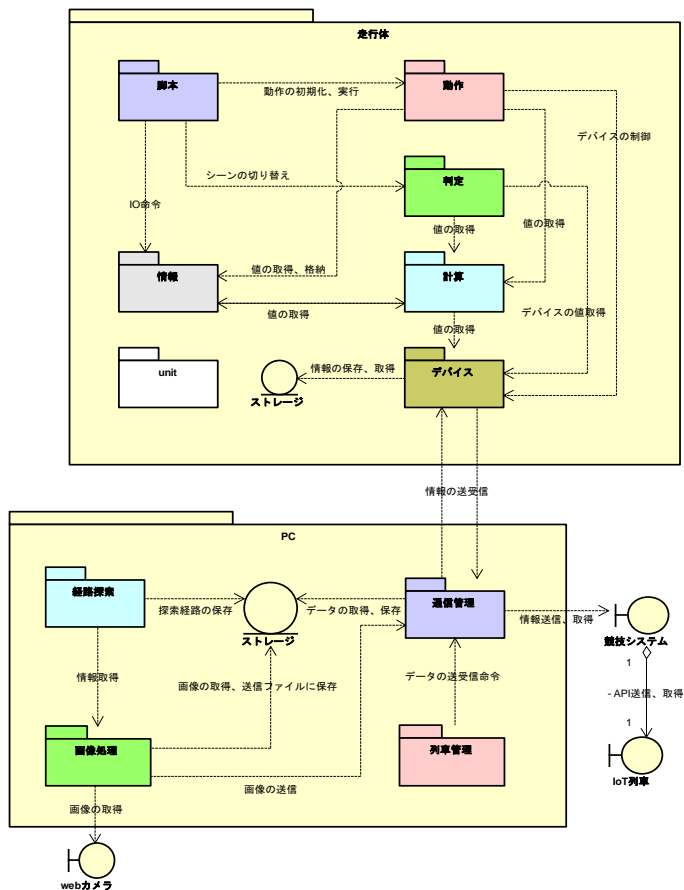 走行体
脚本
動作
動作の初期化、実行
デバイスの制御
シーンの切り替え
判定
IO命令
値の取得
値の取得
情報
値の取得、格納
計算
値の取得
デバイスの値取得
値の取得
unit
情報の保存、取得
デバイス
ストレージ
情報の送受信
PC
経路探索
探索経路の保存
データの取得、保存
通信管理
情報送信、取得
ストレージ
競技システム
1
情報取得
画像の取得、送信ファイルに保存
データの送受信命令
- API送信、取得
1
画像処理
列車管理
IoT列車
画像の送信
画像の取得
webカメラ